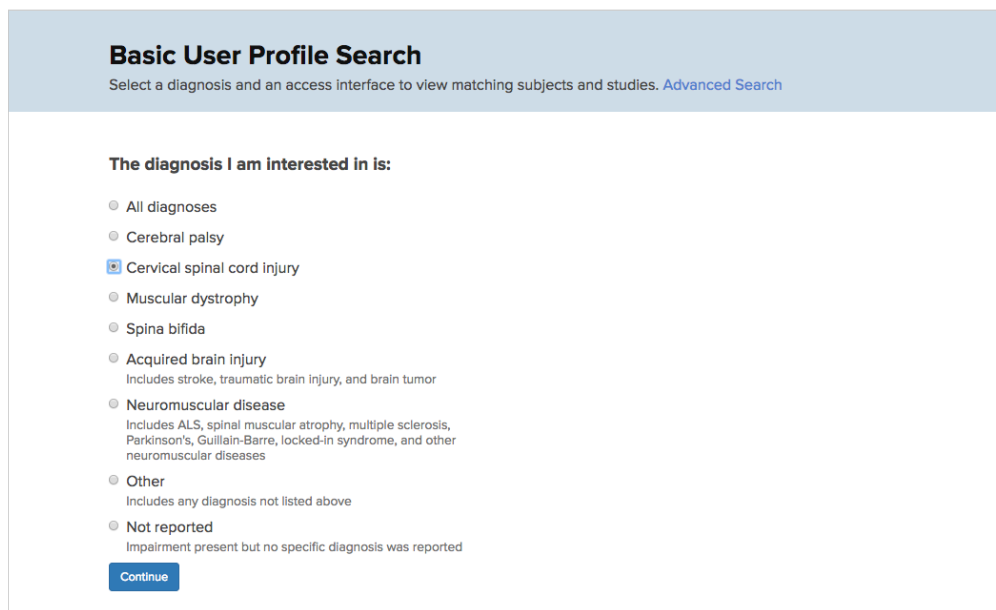 Basic User Profile Search
Select a diagnosis and an access interface to view matching subjects and studies. Advanced Search
The diagnosis I am interested in is:
All diagnoses
Cerebral palsy
Cervical spinal cord injury
Muscular dystrophy
Spina bifida
Acquired brain injury
Includes stroke, traumatic brain injury, and brain tumor
Neuromuscular disease
Includes ALS, spinal muscular atrophy, multiple sclerosis,
Parkinson's, Guillain-Barre, locked-in syndrome, and other
neuromuscular diseases
Other
Includes any diagnosis not listed above
Not reported
Impairment present but no specific diagnosis was reported
Continue